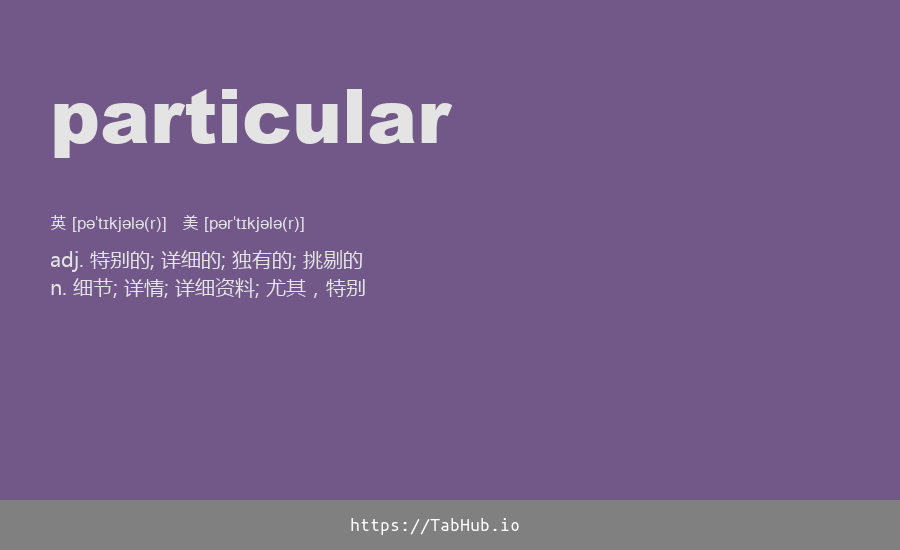 particular
英 [pəˈtɪkjələ(r)] 美 [pərˈtɪkjələ(r)]
adj. 特别的; 详细的; 独有的; 挑剔的
n. 细节; 详情; 详细资料; 尤其，特别
https://TabHub.io